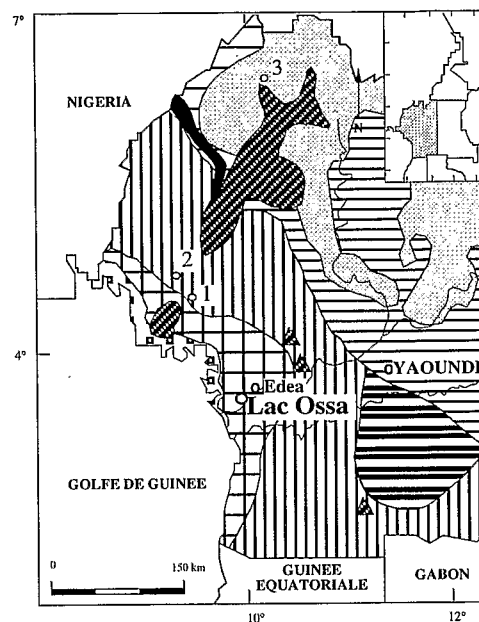 7°
NIGERIA
3
N
2
1
4°
YAOUNDE
Edea
Lac Ossa
GOLFE DE GUINEE
0 150 km
GUINEE
EQUATORIALE
GABON
10°
12°